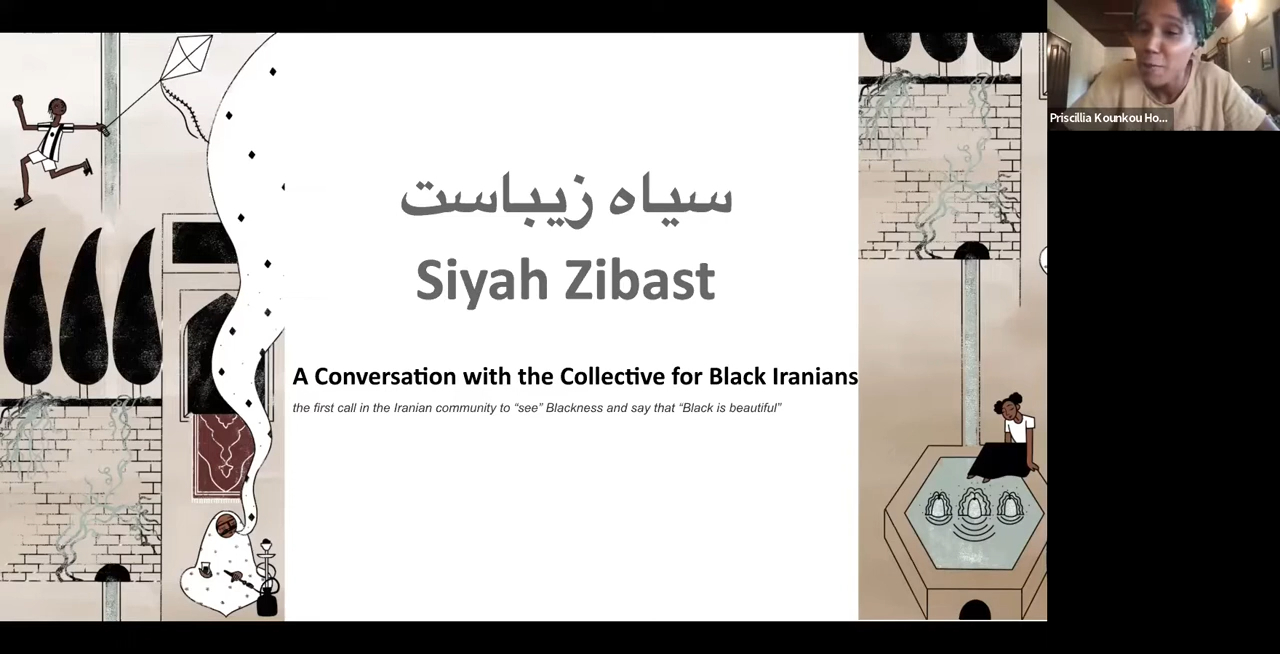 سیاه زیباست
Siyah Zibast
A Conversation with the Collective for Black Iranians
the first call in the Iranian community to “see” Blackness and say that “Black is beautiful”
Priscillia Kounkou Ho...